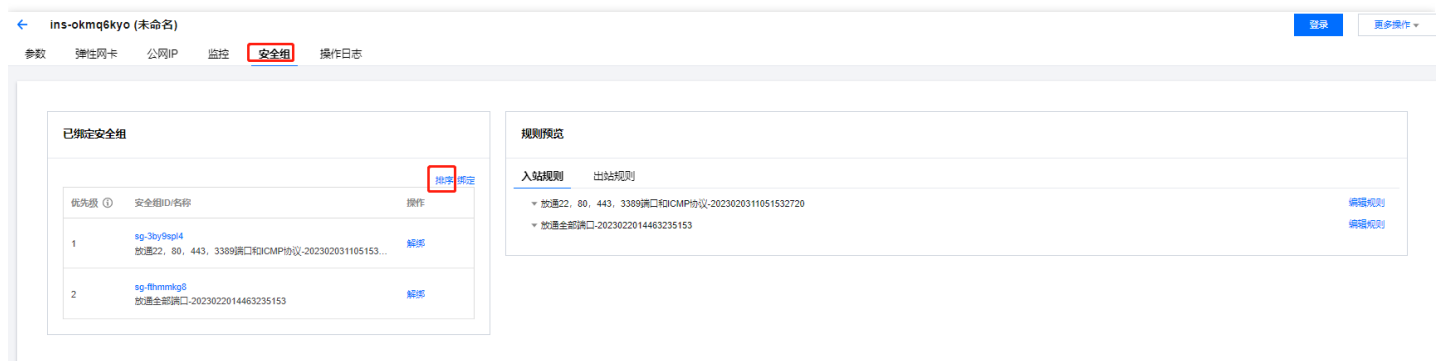 ins-okmq6kyo (未命名)
登录
更多操作
参数 弹性网卡 公网IP 监控 安全组 操作日志
已绑定安全组
排序 绑定
优先级 安全组ID/名称 操作
1
sg-3by9spl4
放通22，80，443，3389端口和ICMP协议-202302031105153...
解绑
2
sg-fthmmkg8
放通全部端口-2023022014463235153
解绑
规则预览
入站规则 出站规则
放通22，80，443，3389端口和ICMP协议-2023020311051532720 编辑规则
放通全部端口-2023022014463235153 编辑规则